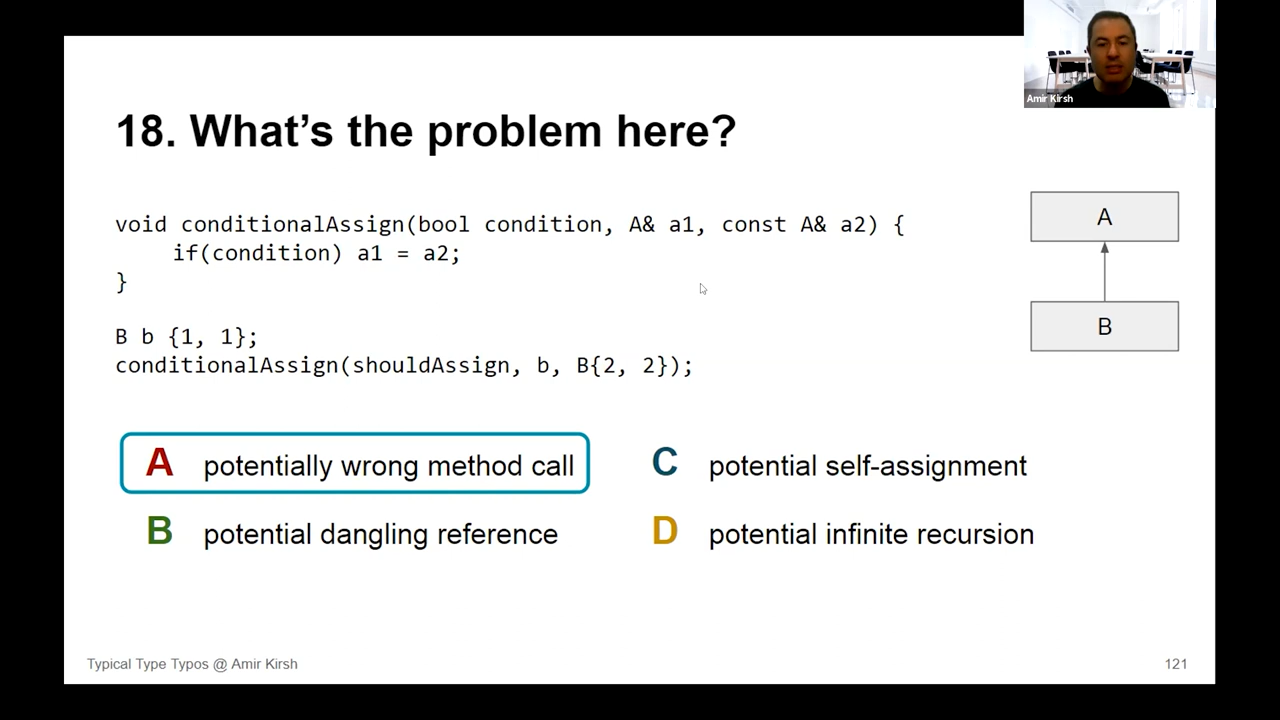 Amir Kirsh
18. What's the problem here?
void conditionalAssign(bool condition, A& a1, const A& a2) {
    if(condition) a1 = a2;
}
B b {1, 1};
conditionalAssign(shouldAssign, b, B{2, 2});
A
B
A potentially wrong method call
C potential self-assignment
B potential dangling reference
D potential infinite recursion
Typical Type Typos @ Amir Kirsh
121